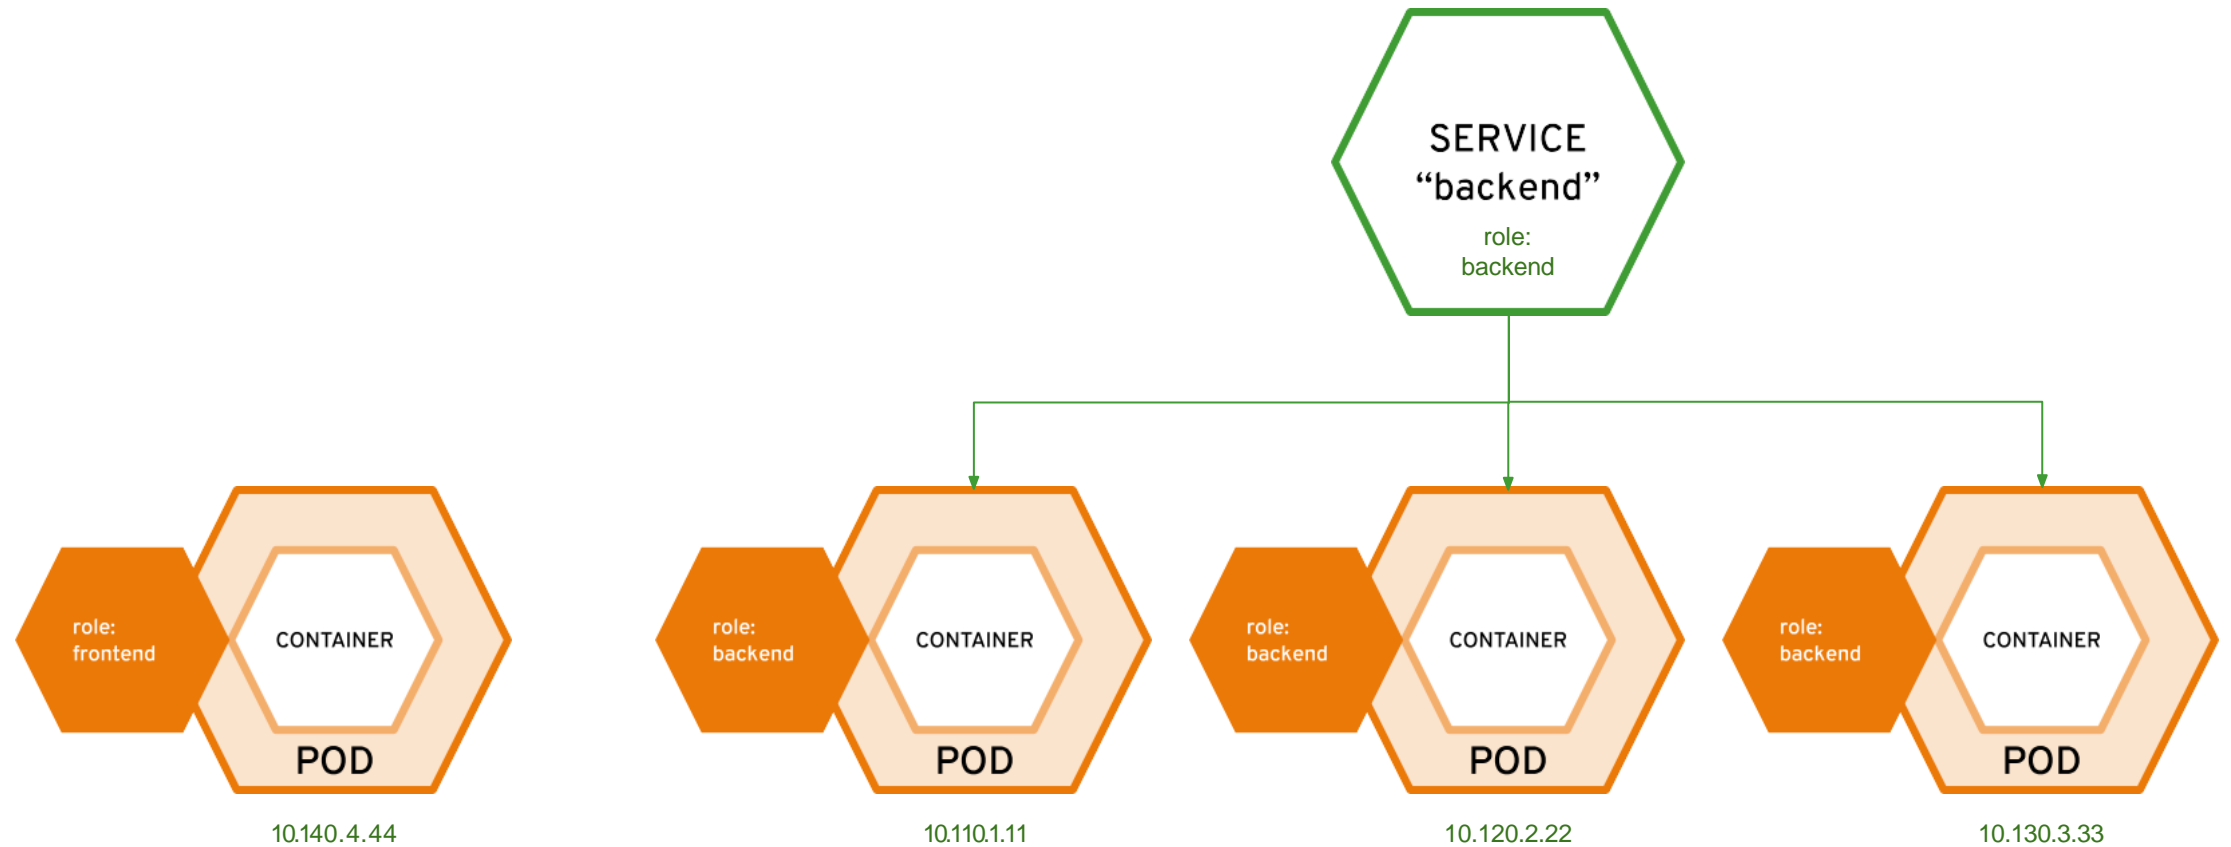 SERVICE
“backend”
role:
backend
role:
frontend
CONTAINER
POD
10.140.4.44
role:
backend
CONTAINER
POD
10.110.1.11
role:
backend
CONTAINER
POD
10.120.2.22
role:
backend
CONTAINER
POD
10.130.3.33